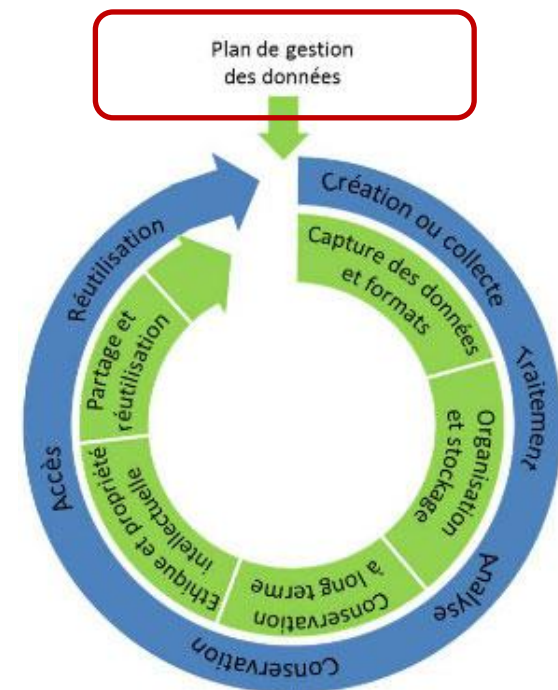 Plan de gestion
des données
Création ou collecte
Traitement
Analyse
Conservation
Accès
Réutilisation
Capture des données
et formats
Organisation
et stockage
Conservation
à long terme
Ethique et propriété
intellectuelle
Partage et
réutilisation